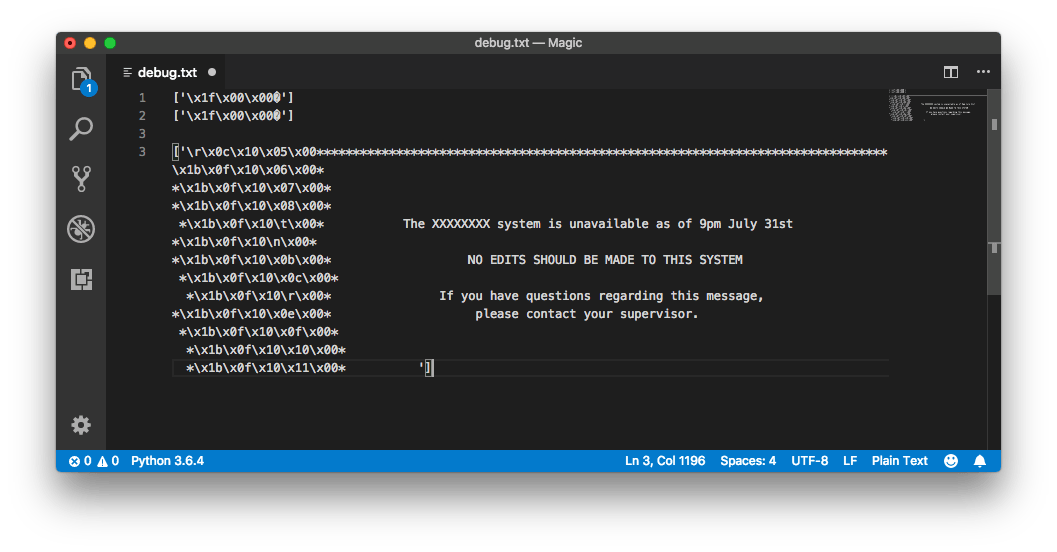 debug.txt — Magic
debug.txt
1
1 ['\x1f\x00\x00�']
2 ['\x1f\x00\x00�']
3
3 ['\r\x0c\x10\x05\x00*******************************************************************************
\x1b\x0f\x10\x06\x00*
*\x1b\x0f\x10\x07\x00*
*\x1b\x0f\x10\x08\x00*
*\x1b\x0f\x10\t\x00* The XXXXXXXX system is unavailable as of 9pm July 31st
*\x1b\x0f\x10\n\x00*
*\x1b\x0f\x10\x0b\x00* NO EDITS SHOULD BE MADE TO THIS SYSTEM
*\x1b\x0f\x10\x0c\x00*
*\x1b\x0f\x10\r\x00* If you have questions regarding this message,
*\x1b\x0f\x10\x0e\x00* please contact your supervisor.
*\x1b\x0f\x10\x0f\x00*
*\x1b\x0f\x10\x10\x00*
*\x1b\x0f\x10\x11\x00* ']
0 0 Python 3.6.4 Ln 3, Col 1196 Spaces: 4 UTF-8 LF Plain Text